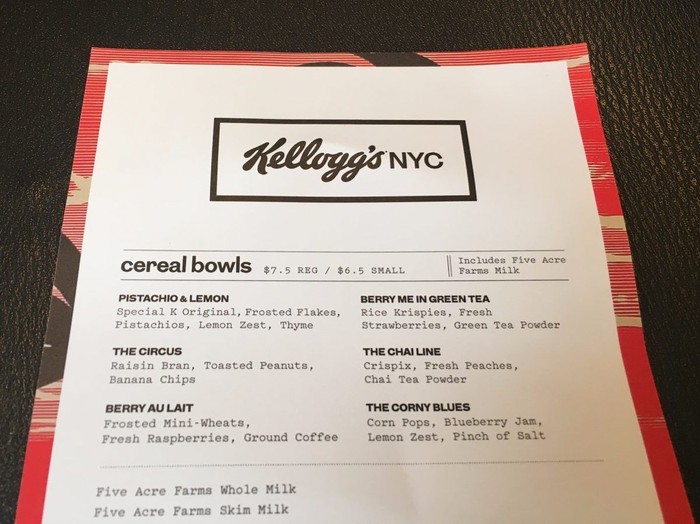 Kellogg's NYC
cereal bowls $7.5 REG / $6.5 SMALL
Includes Five Acre
Farms Milk
PISTACHIO & LEMON
Special K Original, Frosted Flakes,
Pistachios, Lemon Zest, Thyme
BERRY ME IN GREEN TEA
Rice Krispies, Fresh
Strawberries, Green Tea Powder
THE CIRCUS
Raisin Bran, Toasted Peanuts,
Banana Chips
THE CHAI LINE
Crispix, Fresh Peaches,
Chai Tea Powder
BERRY AU LAIT
Frosted Mini-Wheats,
Fresh Raspberries, Ground Coffee
THE CORNY BLUES
Corn Pops, Blueberry Jam,
Lemon Zest, Pinch of Salt
Five Acre Farms Whole Milk
Five Acre Farms Skim Milk